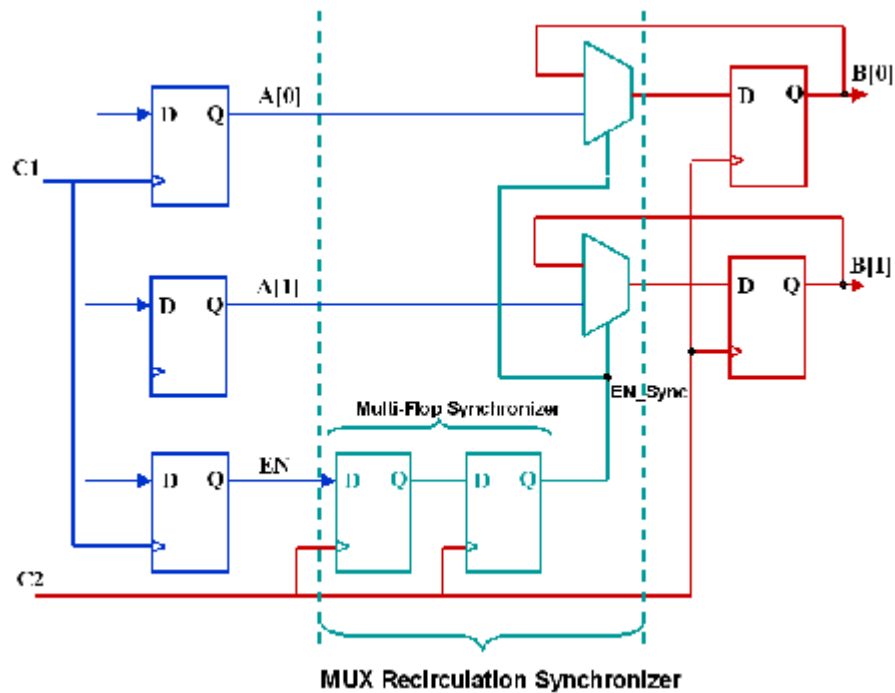 A[0]
B[0]
D Q
D Q
C1
A[1]
B[1]
D Q
D Q
EN_Sync
Multi-Flop Synchronizer
EN
D Q
D Q
D Q
C2
MUX Recirculation Synchronizer